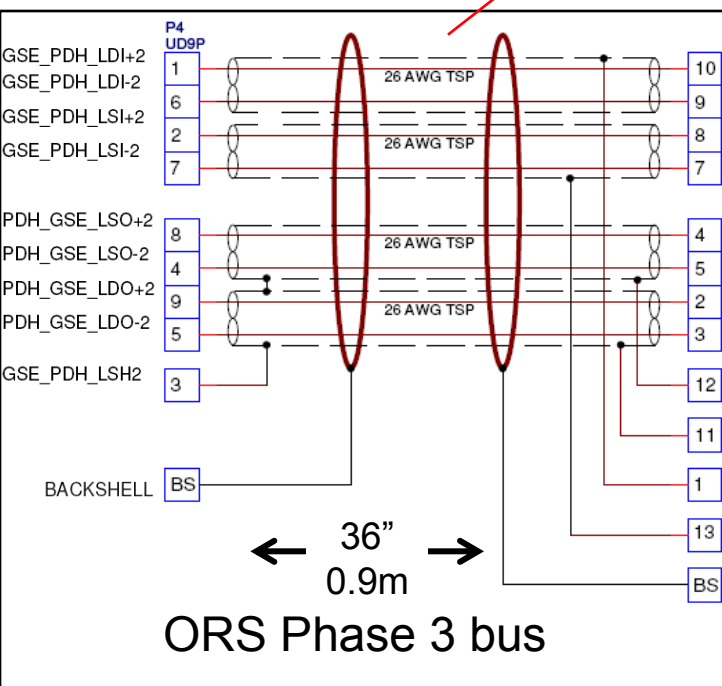 P4
UD9P
GSE_PDH_LDI+2
1
26 AWG TSP
10
GSE_PDH_LDI-2
6
9
GSE_PDH_LSI+2
2
26 AWG TSP
8
GSE_PDH_LSI-2
7
7
PDH_GSE_LSO+2
8
26 AWG TSP
4
PDH_GSE_LSO-2
4
5
PDH_GSE_LDO+2
9
26 AWG TSP
2
PDH_GSE_LDO-2
5
3
GSE_PDH_LSH2
3
12
11
BACKSHELL
BS
1
13
BS
36”
0.9m
ORS Phase 3 bus